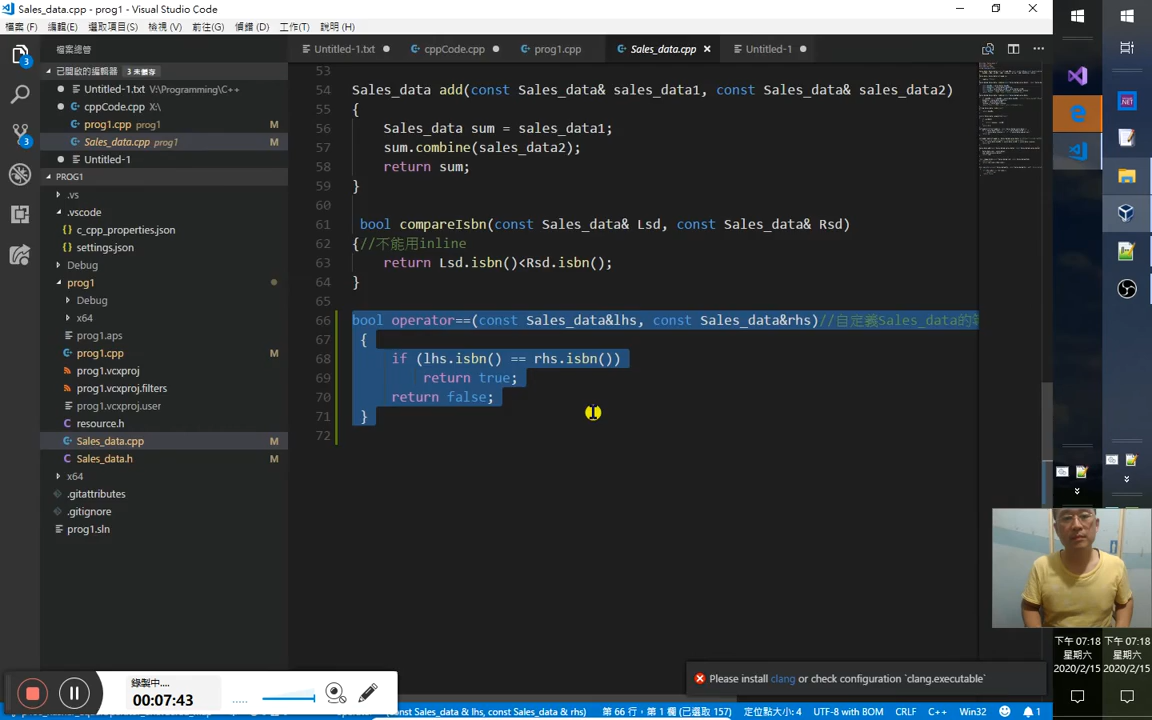 Sales_data.cpp - prog1 - Visual Studio Code
檔案 (F) 編輯(E) 選取項目(S) 檢視 (V) 前往(G) 偵錯 (D) 工作(T) 說明 (H)
檔案總管
Untitled-1.txt
cppCode.cpp
prog1.cpp
Sales_data.cpp
Untitled-1
已開啟的編輯器 3 未儲存
Untitled-1.txt V:\Programming\C++
cppCode.cpp X:\
prog1.cpp prog1 M
Sales_data.cpp prog1 M
Untitled-1
PROG1
.vs
.vscode
c_cpp_properties.json
settings.json
Debug
prog1
Debug
x64
prog1.aps
prog1.cpp M
prog1.vcxproj
prog1.vcxproj.filters
prog1.vcxproj.user
resource.h
Sales_data.cpp M
Sales_data.h M
x64
.gitattributes
.gitignore
prog1.sln
3
3
53
54 Sales_data add(const Sales_data& sales_data1, const Sales_data& sales_data2)
55 {
56 Sales_data sum = sales_data1;
57 sum.combine(sales_data2);
58 return sum;
59 }
60
61 bool compareIsbn(const Sales_data& Lsd, const Sales_data& Rsd)
62 {//不能用inline
63 return Lsd.isbn()<Rsd.isbn();
64 }
65
66 bool operator==(const Sales_data&lhs, const Sales_data&rhs)//自定義Sales_data的
67 {
68 if (lhs.isbn() == rhs.isbn())
69 return true;
70 return false;
71 }
72
Please install clang or check configuration `clang.executable`
錄製中....
00:07:43
(const Sales_data & lhs, const Sales_data & rhs)
第 66 行，第 1 欄 (已選取 157)
定位點大小: 4
UTF-8 with BOM
CRLF
C++
Win32
1
.NET
下午 07:18
星期六
2020/2/15
下午 07:18
星期六
2020/2/15